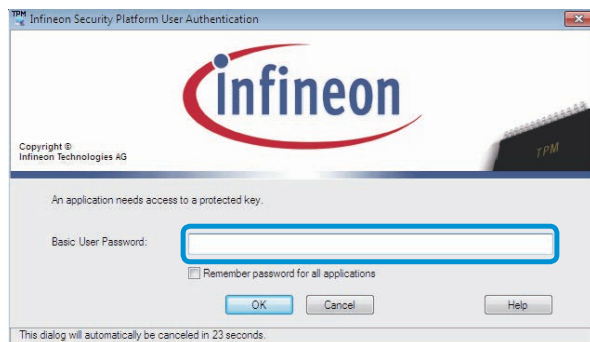 TPM
Infineon Security Platform User Authentication
infineon
Copyright ©
Infineon Technologies AG
TPM
An application needs access to a protected key.
Basic User Password:
Remember password for all applications
OK
Cancel
Help
This dialog will automatically be canceled in 23 seconds.